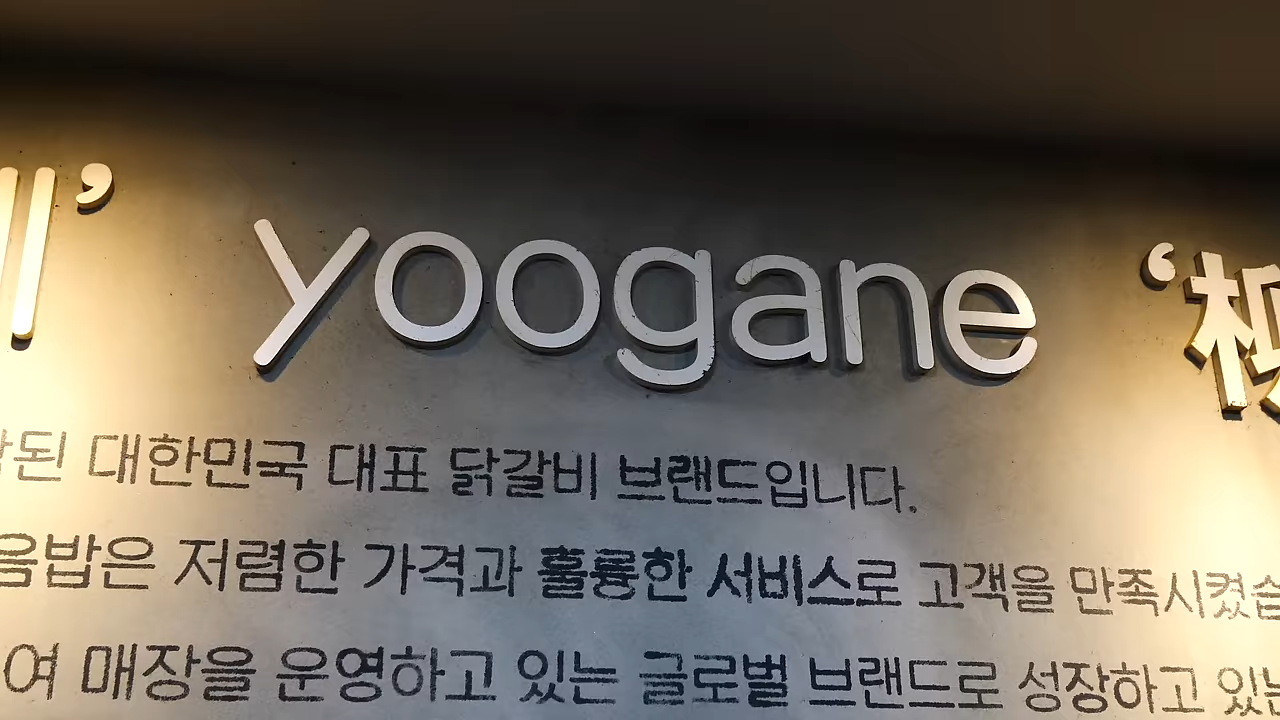 ’ yoogane ‘
된 대한민국 대표 닭갈비 브랜드입니다.
음밥은 저렴한 가격과 훌륭한 서비스로 고객을 만족시켰습
여 매장을 운영하고 있는 글로벌 브랜드로 성장하고 있는